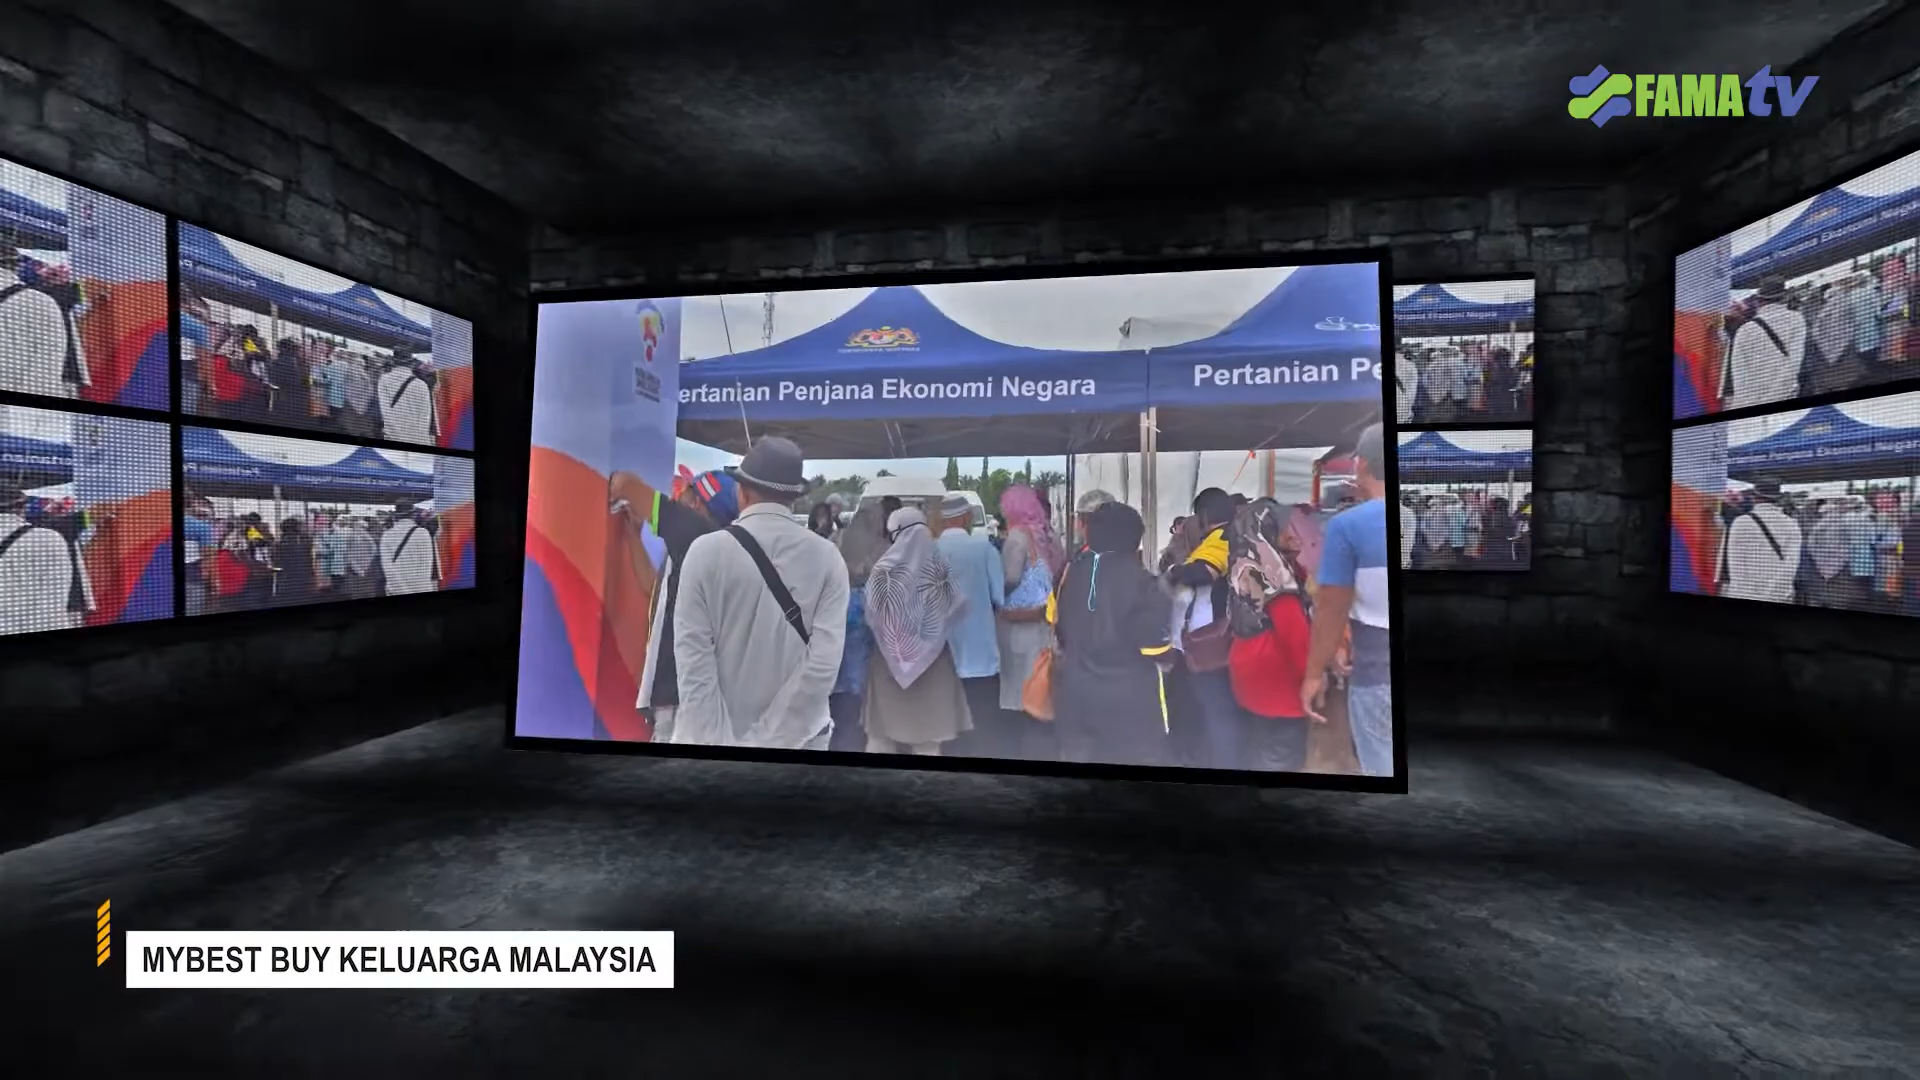 FAMAtv
ertanian Penjana Ekonomi Negara
Pertanian Pe
MYBEST BUY KELUARGA MALAYSIA